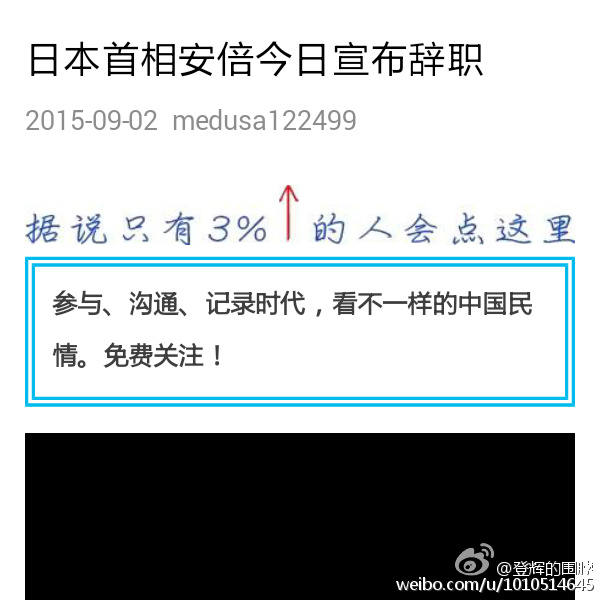 日本首相安倍今日宣布辞职
2015-09-02 medusa122499
据说只有3%的人会点这里
参与、沟通、记录时代，看不一样的中国民
情。免费关注！
@登辉的围脖
weibo.com/u/1010514645